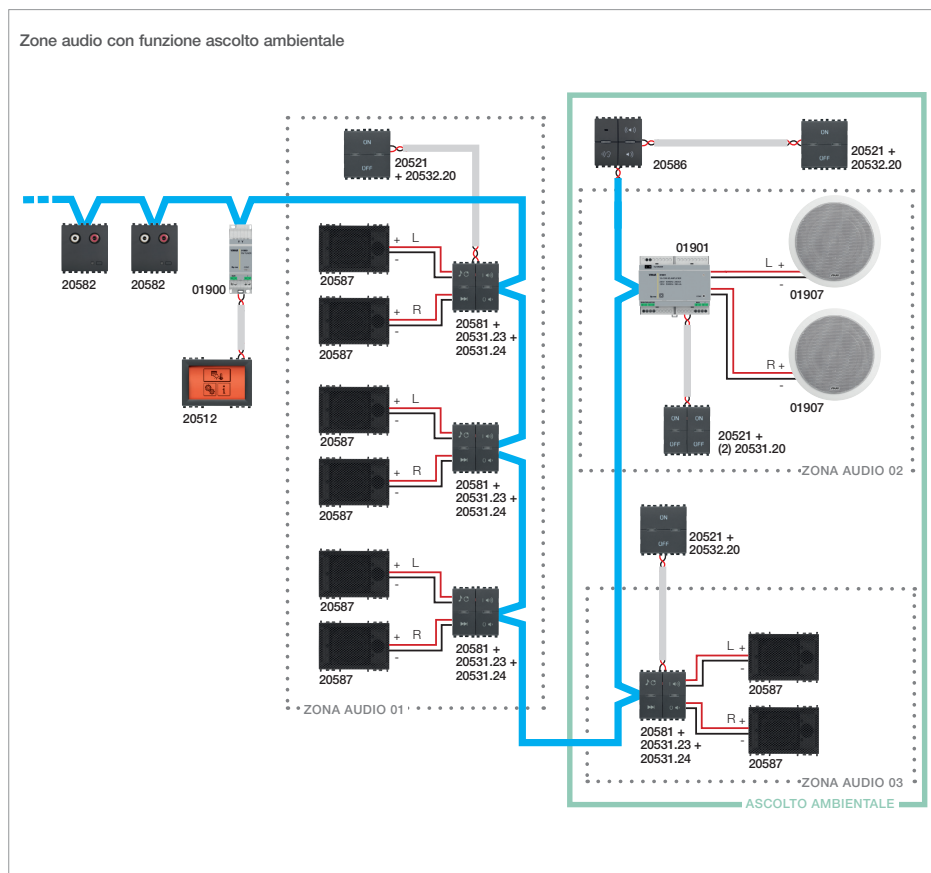 Zone audio con funzione ascolto ambientale
ON
OFF
20521
+ 20532.20
20582
20582
01900
20512
+ L
-
20587
+ R
-
20587
20581 +
20531.23 +
20531.24
+ L
-
20587
+ R
-
20587
20581 +
20531.23 +
20531.24
+ L
-
20587
+ R
-
20587
20581 +
20531.23 +
20531.24
ZONA AUDIO 01
20586
ON
OFF
20521 +
20532.20
01901
L +
-
01907
R +
-
01907
ON ON
OFF OFF
20521 +
(2) 20531.20
ZONA AUDIO 02
ON
OFF
20521 +
20532.20
L +
-
20587
R +
-
20587
20581 +
20531.23 +
20531.24
ZONA AUDIO 03
ASCOLTO AMBIENTALE